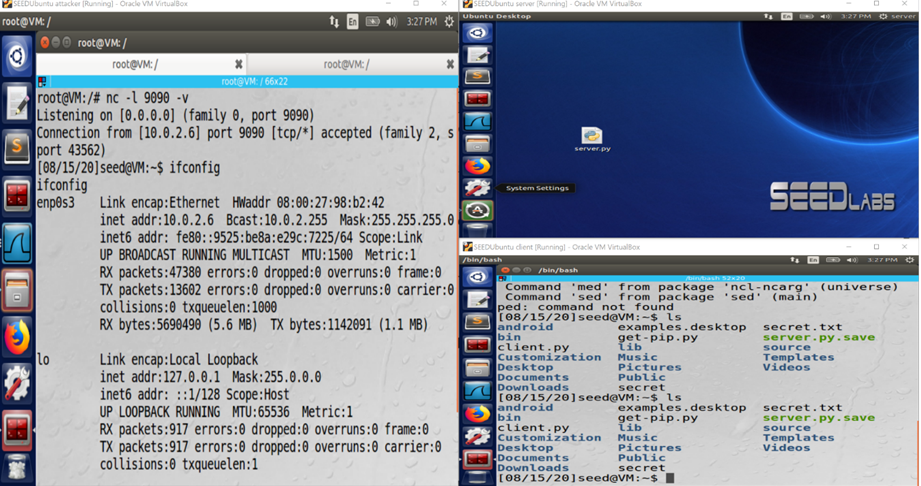 SEEDUbuntu attacker [Running] - Oracle VM VirtualBox
root@VM: /
En
3:27 PM
root@VM: /
root@VM: /
root@VM: /
root@VM: / 66x22
root@VM:/# nc -l 9090 -v
Listening on [0.0.0.0] (family 0, port 9090)
Connection from [10.0.2.6] port 9090 [tcp/*] accepted (family 2, s
port 43562)
[08/15/20]seed@VM:~$ ifconfig
ifconfig
enp0s3 Link encap:Ethernet HWaddr 08:00:27:98:b2:42
inet addr:10.0.2.6 Bcast:10.0.2.255 Mask:255.255.255.0
inet6 addr: fe80::9525:be8a:e29c:7225/64 Scope:Link
UP BROADCAST RUNNING MULTICAST MTU:1500 Metric:1
RX packets:47380 errors:0 dropped:0 overruns:0 frame:0
TX packets:13602 errors:0 dropped:0 overruns:0 carrier:0
collisions:0 txqueuelen:1000
RX bytes:5690490 (5.6 MB) TX bytes:1142091 (1.1 MB)
lo Link encap:Local Loopback
inet addr:127.0.0.1 Mask:255.0.0.0
inet6 addr: ::1/128 Scope:Host
UP LOOPBACK RUNNING MTU:65536 Metric:1
RX packets:917 errors:0 dropped:0 overruns:0 frame:0
TX packets:917 errors:0 dropped:0 overruns:0 carrier:0
collisions:0 txqueuelen:1
SEEDUbuntu server [Running] - Oracle VM VirtualBox
Ubuntu Desktop
En
3:27 PM
server
server.py
System Settings
SEEDLABS
SEEDUbuntu client [Running] - Oracle VM VirtualBox
/bin/bash
En
3:27 PM
/bin/bash
/bin/bash 52x20
Command 'med' from package 'ncl-ncarg' (universe)
Command 'sed' from package 'sed' (main)
ped: command not found
[08/15/20]seed@VM:~$ ls
android examples.desktop secret.txt
bin get-pip.py server.py.save
client.py lib source
Customization Music Templates
Desktop Pictures Videos
Documents Public
Downloads secret
[08/15/20]seed@VM:~$ ls
android examples.desktop secret.txt
bin get-pip.py server.py.save
client.py lib source
Customization Music Templates
Desktop Pictures Videos
Documents Public
Downloads secret
[08/15/20]seed@VM:~$